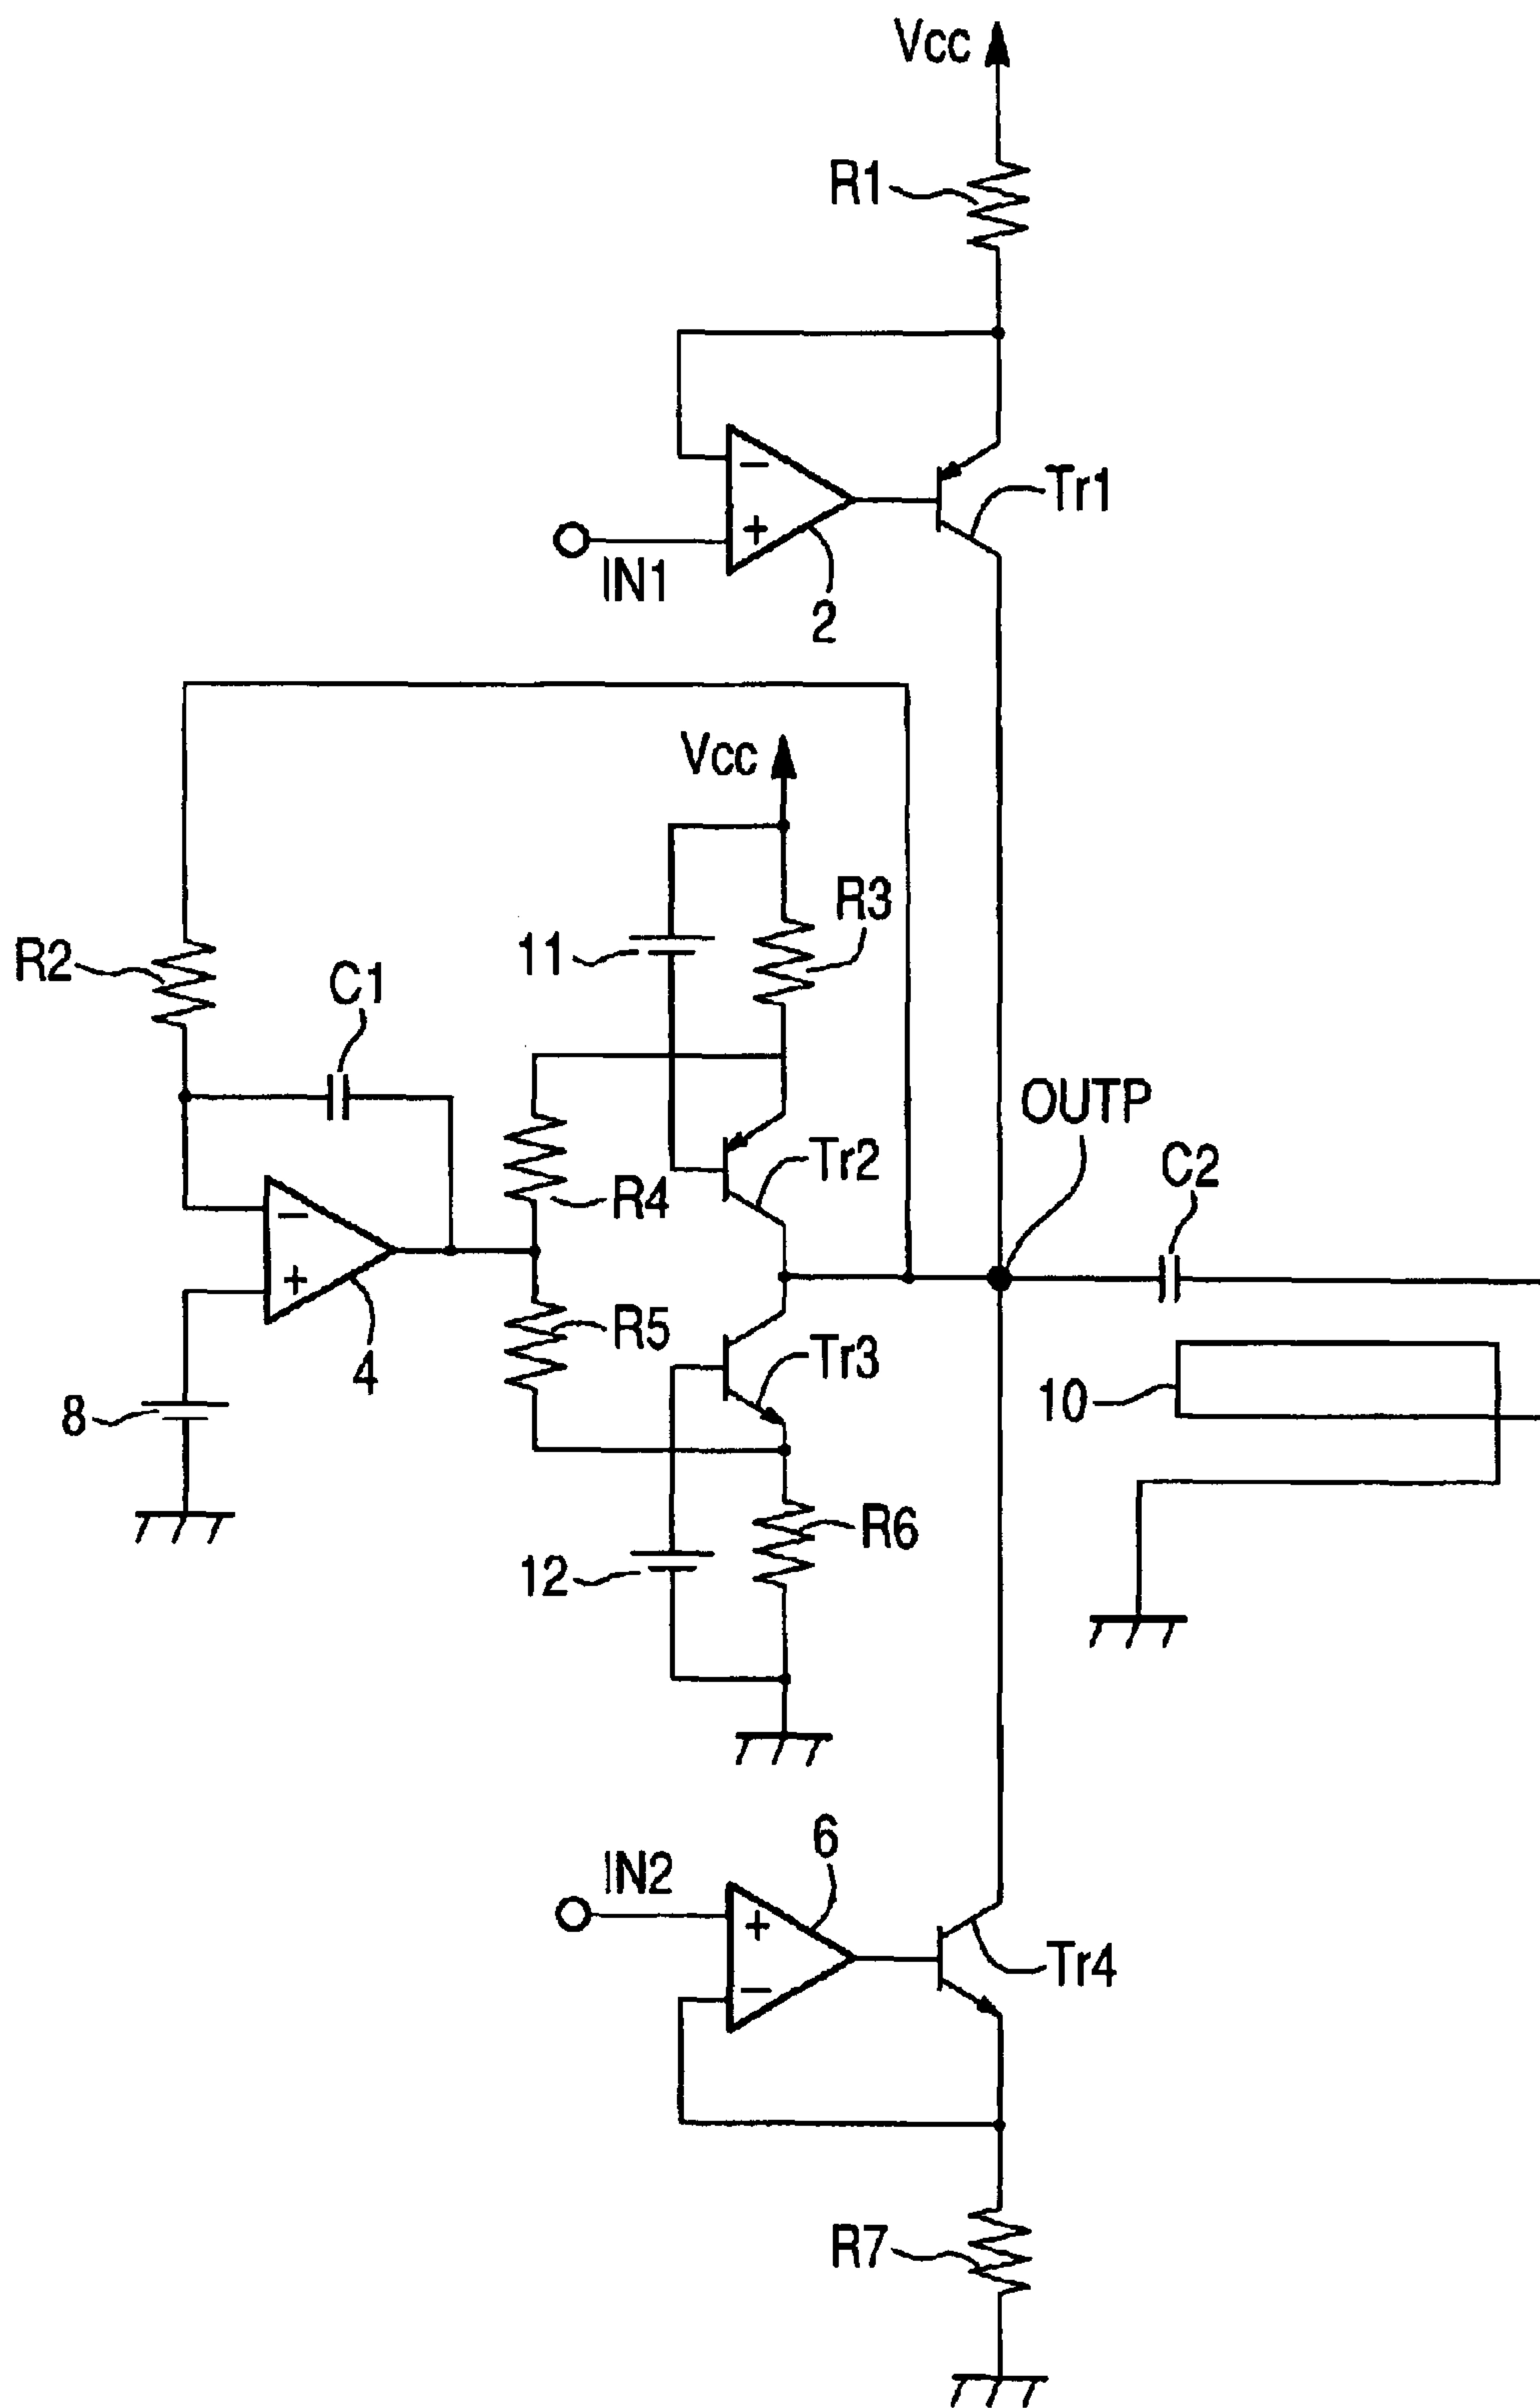 Vcc
R1
−
Tr1
+
IN1
2
Vcc
R3
11
R2
C1
OUTP
Tr2
C2
R4
−
+
R5
Tr3
4
10
8
R6
12
6
IN2
+
Tr4
−
R7